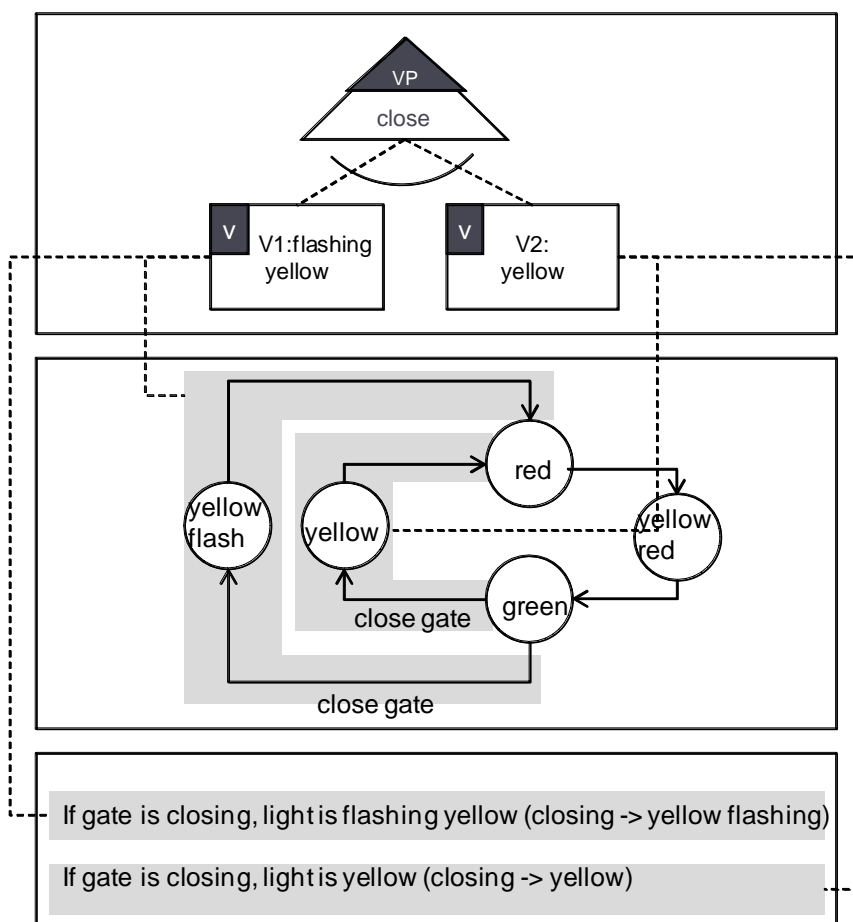 VP
close
V
V1:flashing
yellow
V
V2:
yellow
red
yellow
flash
yellow
yellow
red
green
close gate
close gate
If gate is closing, light is flashing yellow (closing -> yellow flashing)
If gate is closing, light is yellow (closing -> yellow)